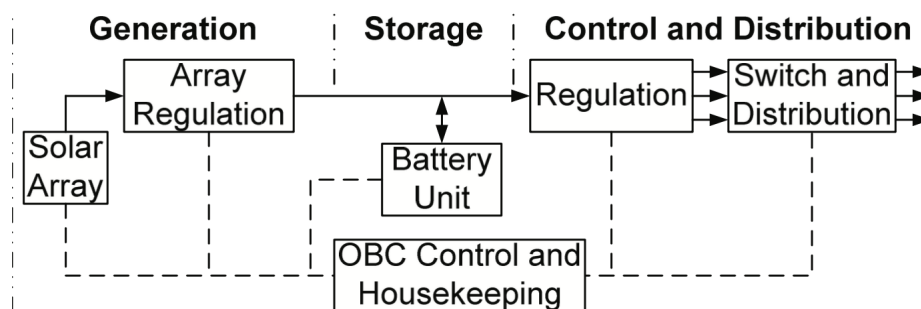 Generation
Storage
Control and Distribution
Array
Regulation
Solar
Array
Battery
Unit
Regulation
Switch and
Distribution
OBC Control and
Housekeeping